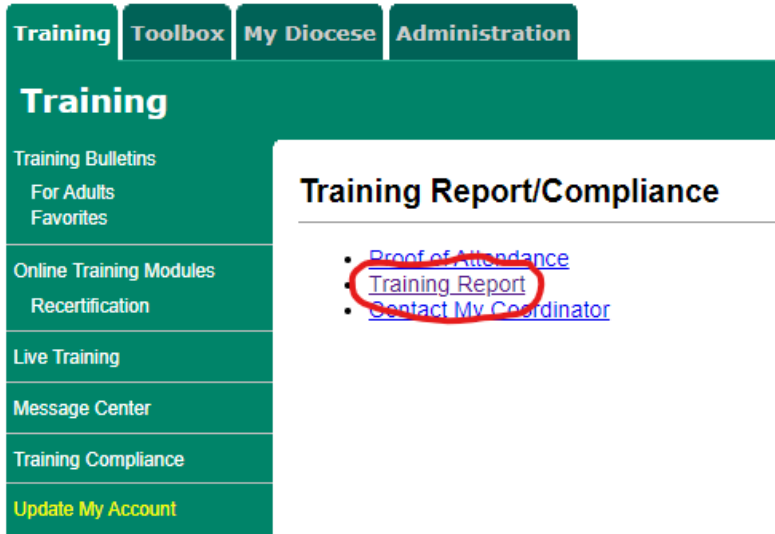 Training Toolbox My Diocese Administration
Training
Training Bulletins
For Adults
Favorites
Online Training Modules
Recertification
Live Training
Message Center
Training Compliance
Update My Account
Training Report/Compliance
Proof of Attendance
Training Report
Contact My Coordinator